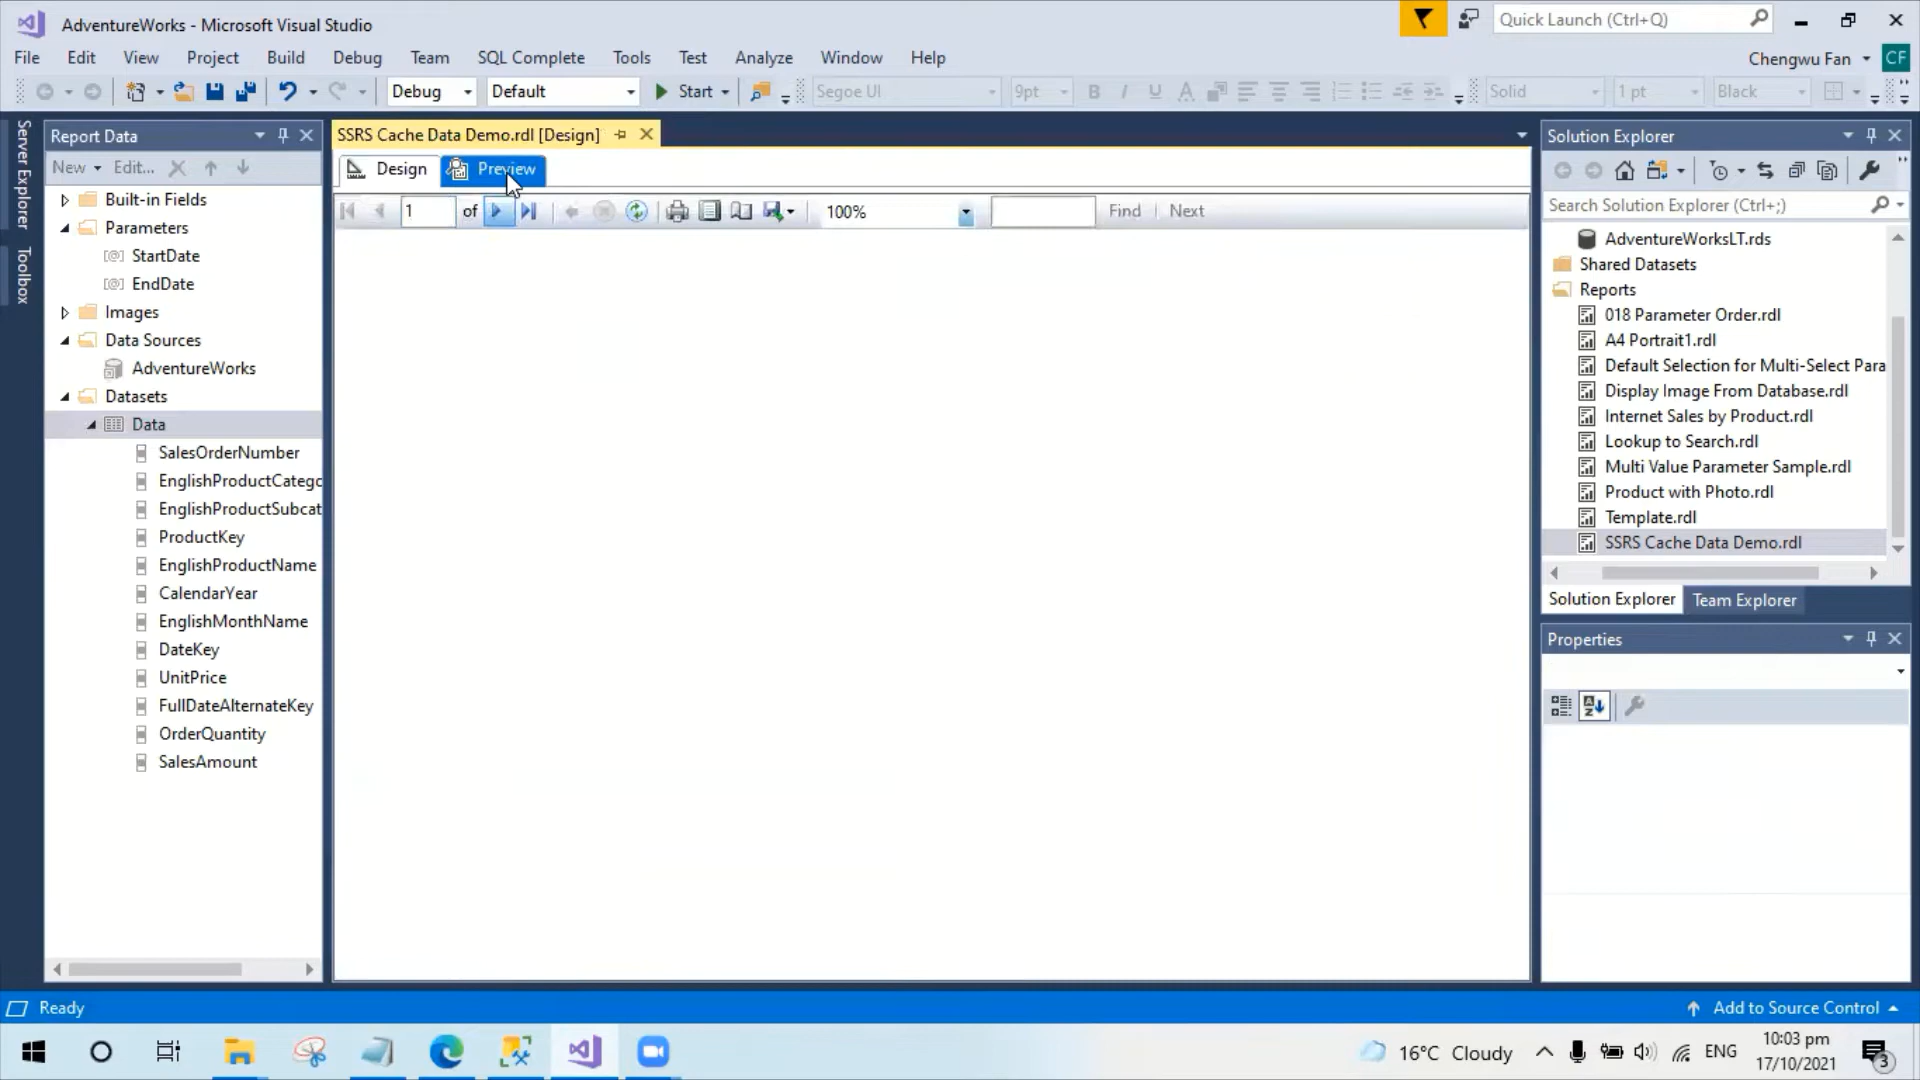 AdventureWorks - Microsoft Visual Studio
Quick Launch (Ctrl+Q)
File Edit View Project Build Debug Team SQL Complete Tools Test Analyze Window Help
Chengwu Fan
CF
Debug
Default
Start
Segoe UI
9pt
B I U A
Solid
1 pt
Black
Server Explorer
Toolbox
Report Data
New
Edit...
Built-in Fields
Parameters
[@] StartDate
[@] EndDate
Images
Data Sources
AdventureWorks
Datasets
Data
SalesOrderNumber
EnglishProductCatego
EnglishProductSubcat
ProductKey
EnglishProductName
CalendarYear
EnglishMonthName
DateKey
UnitPrice
FullDateAlternateKey
OrderQuantity
SalesAmount
SSRS Cache Data Demo.rdl [Design]
Design
Preview
1 of
100%
Find
Next
Solution Explorer
Search Solution Explorer (Ctrl+;)
AdventureWorksLT.rds
Shared Datasets
Reports
018 Parameter Order.rdl
A4 Portrait1.rdl
Default Selection for Multi-Select Para
Display Image From Database.rdl
Internet Sales by Product.rdl
Lookup to Search.rdl
Multi Value Parameter Sample.rdl
Product with Photo.rdl
Template.rdl
SSRS Cache Data Demo.rdl
Solution Explorer
Team Explorer
Properties
Ready
Add to Source Control
16°C Cloudy
ENG
10:03 pm
17/10/2021
3